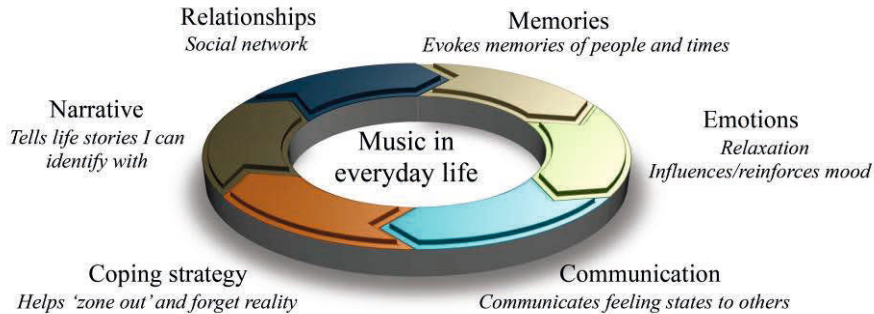 Relationships
Social network
Memories
Evokes memories of people and times
Narrative
Tells life stories I can
identify with
Music in
everyday life
Emotions
Relaxation
Influences/reinforces mood
Coping strategy
Helps ‘zone out’ and forget reality
Communication
Communicates feeling states to others